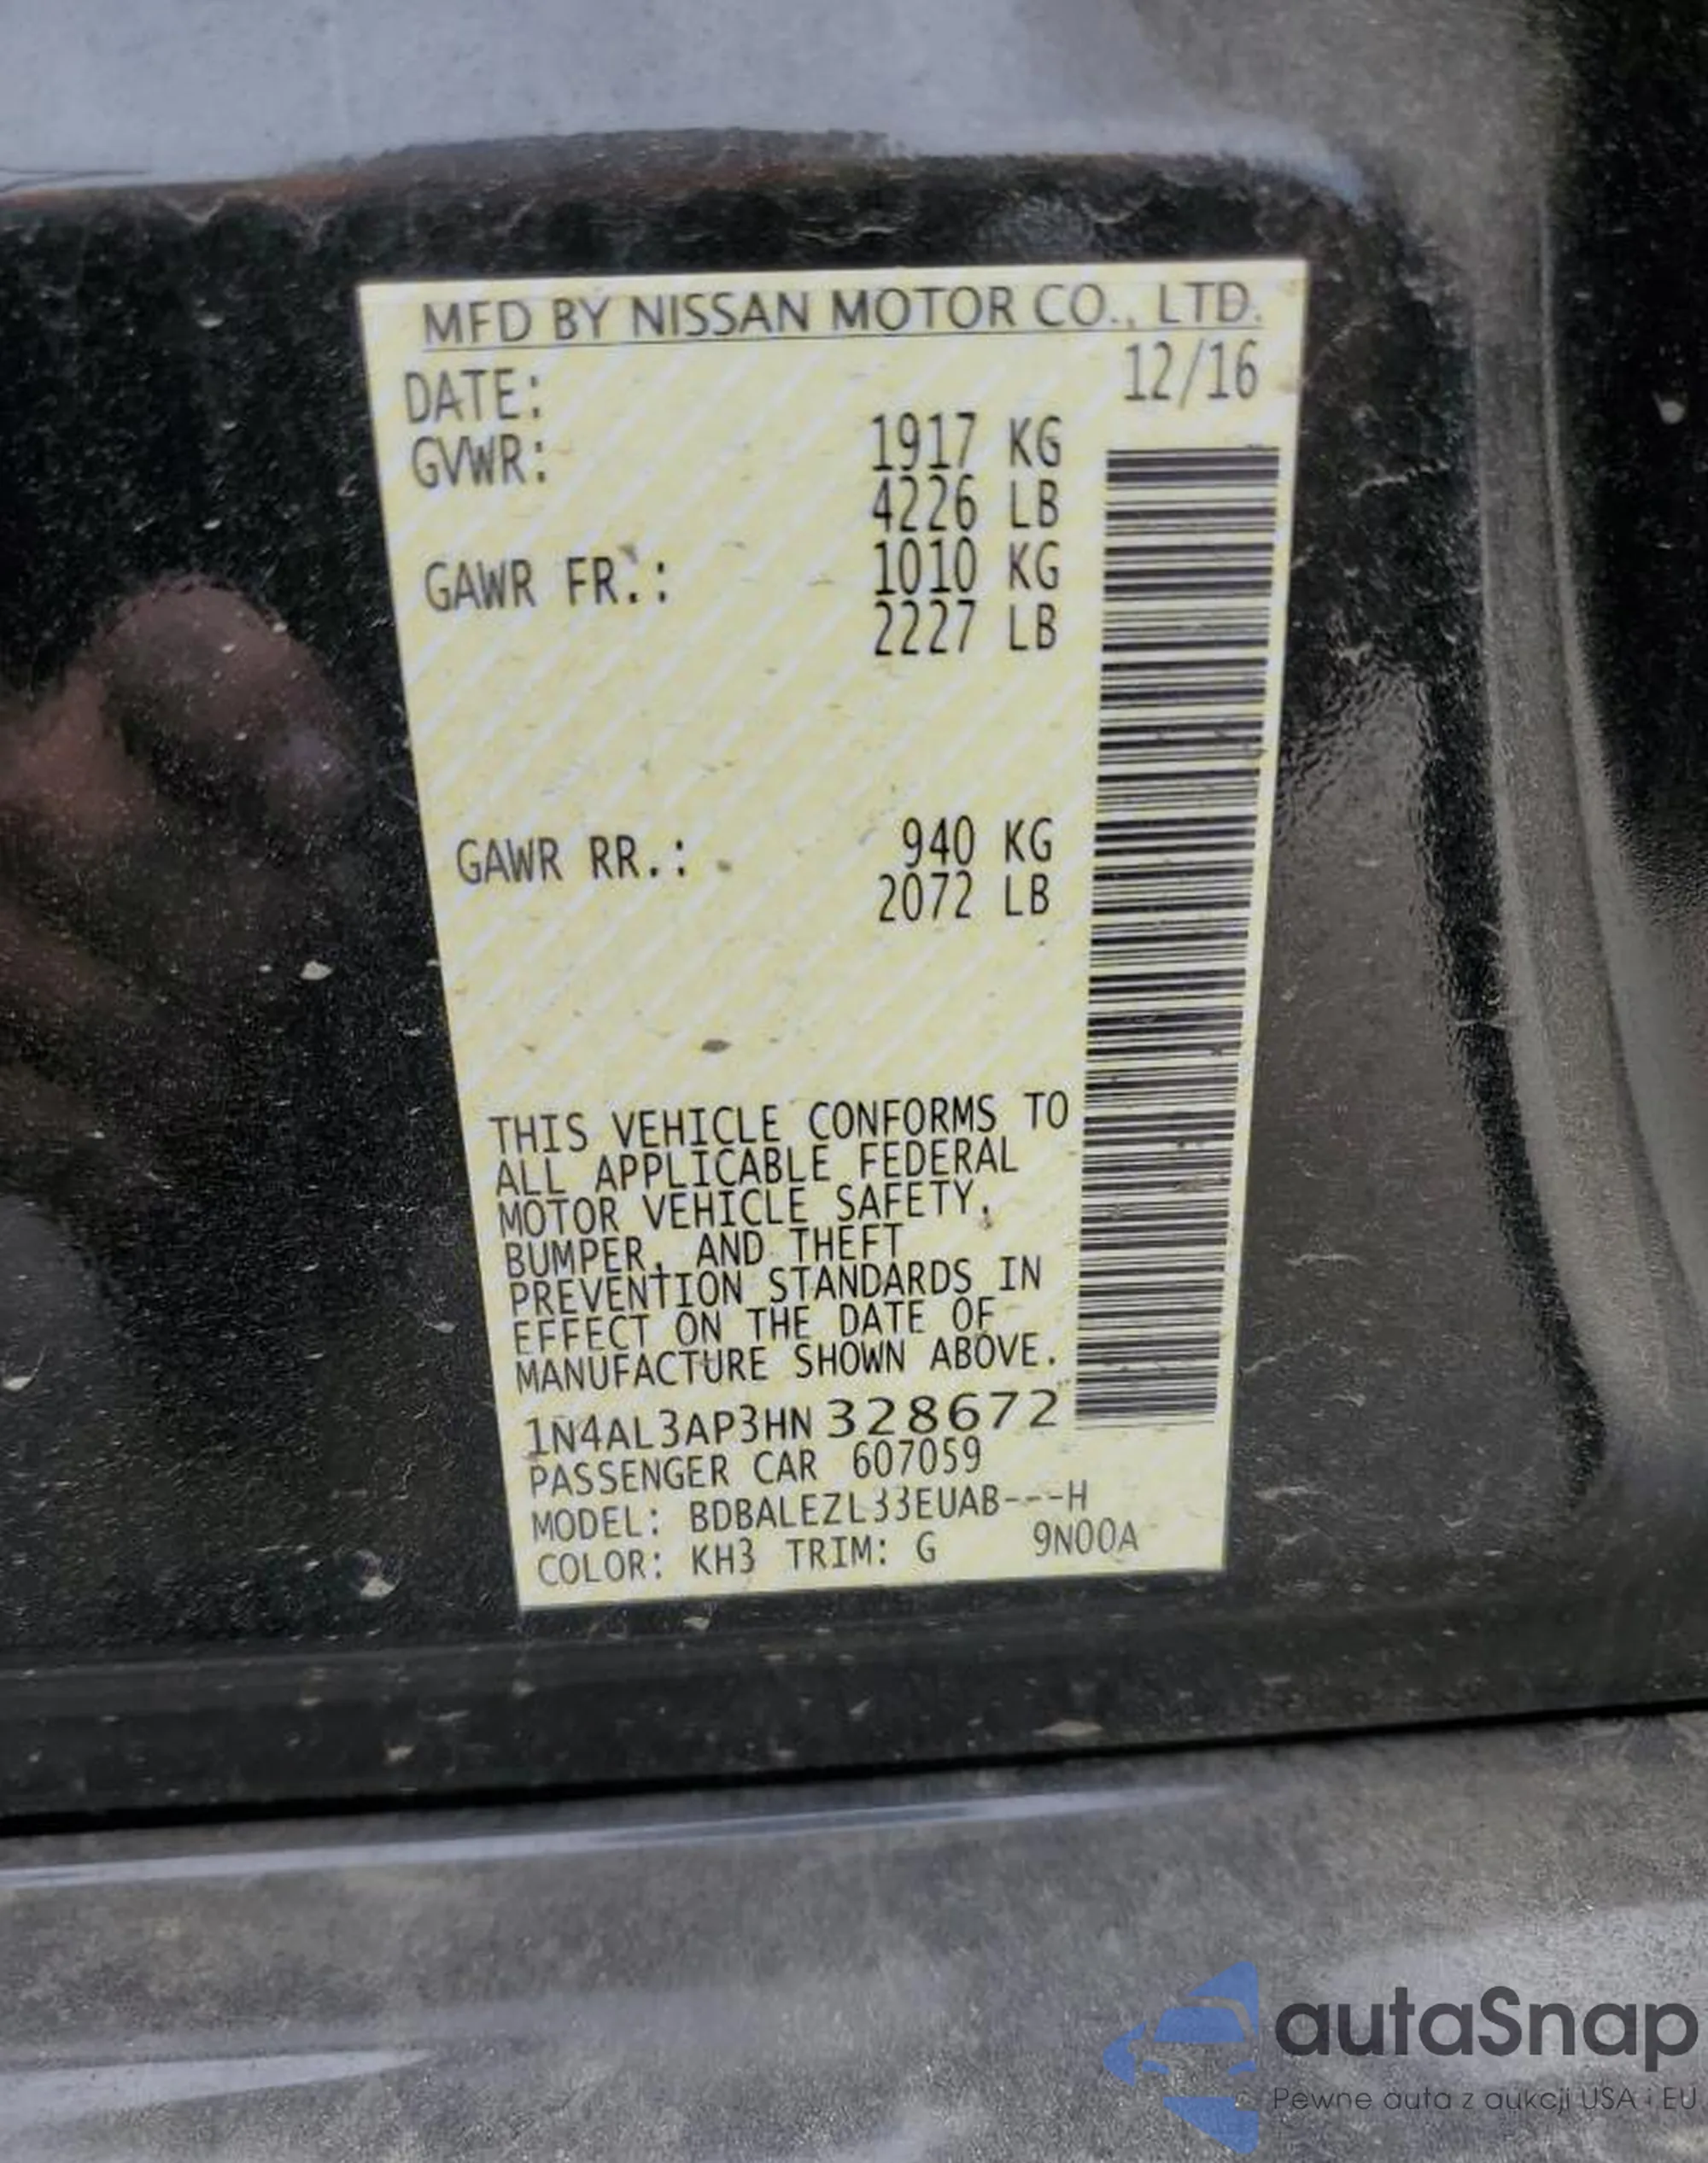 MFD BY NISSAN MOTOR CO., LTD.
DATE: 12/16
GVWR: 1917 KG
4226 LB
GAWR FR.: 1010 KG
2227 LB
GAWR RR.: 940 KG
2072 LB
THIS VEHICLE CONFORMS TO
ALL APPLICABLE FEDERAL
MOTOR VEHICLE SAFETY,
BUMPER, AND THEFT
PREVENTION STANDARDS IN
EFFECT ON THE DATE OF
MANUFACTURE SHOWN ABOVE.
1N4AL3AP3HN328672
PASSENGER CAR 607059
MODEL: BDBALEZL33EUAB---H
COLOR: KH3 TRIM: G 9N00A
autaSnap
Pewne auta z aukcji USA i EU